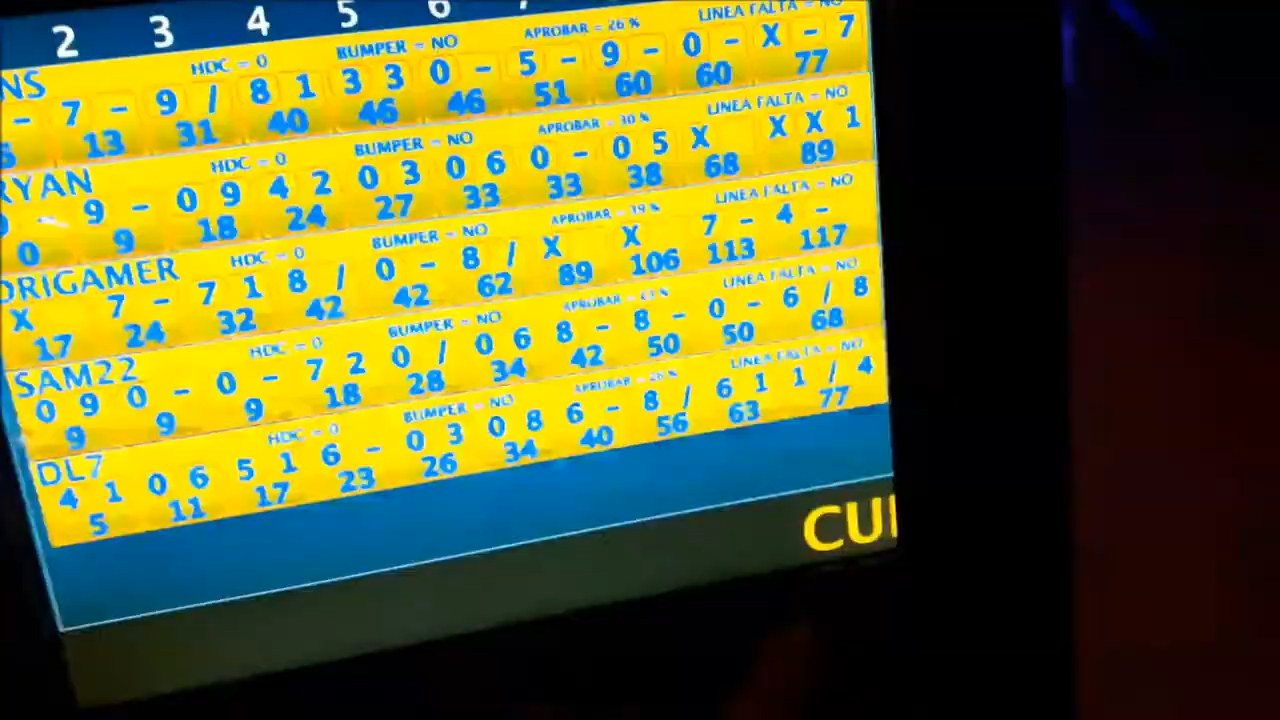 2 3 4 5 6
NS HDC = 0 BUMPER = NO APROBAR = 26 % LINEA FALTA = NO
- 7 - 9 / 8 1 3 3 0 - 5 - 9 - 0 - X - 7
13 31 40 46 46 51 60 60 77
RYAN HDC = 0 BUMPER = NO APROBAR = 30 % LINEA FALTA = NO
- 9 - 0 9 4 2 0 3 0 6 0 - 0 5 X X X 1
0 9 18 24 27 33 33 38 68 89
ORIGAMER HDC = 0 BUMPER = NO APROBAR = 39 % LINEA FALTA = NO
X 7 - 7 1 8 / 0 - 8 / X X 7 - 4 -
17 24 32 42 42 62 89 106 113 117
SAM22 HDC = 0 BUMPER = NO APROBAR = LINEA FALTA = NO
0 9 0 - 0 - 7 2 0 / 0 6 8 - 8 - 0 - 6 / 8
9 9 9 18 28 34 42 50 50 68
DL7 HDC = 0 BUMPER = NO APROBAR = 26 % LINEA FALTA = NO
4 1 0 6 5 1 6 - 0 3 0 8 6 - 8 / 6 1 1 / 4
5 11 17 23 26 34 40 56 63 77
CU